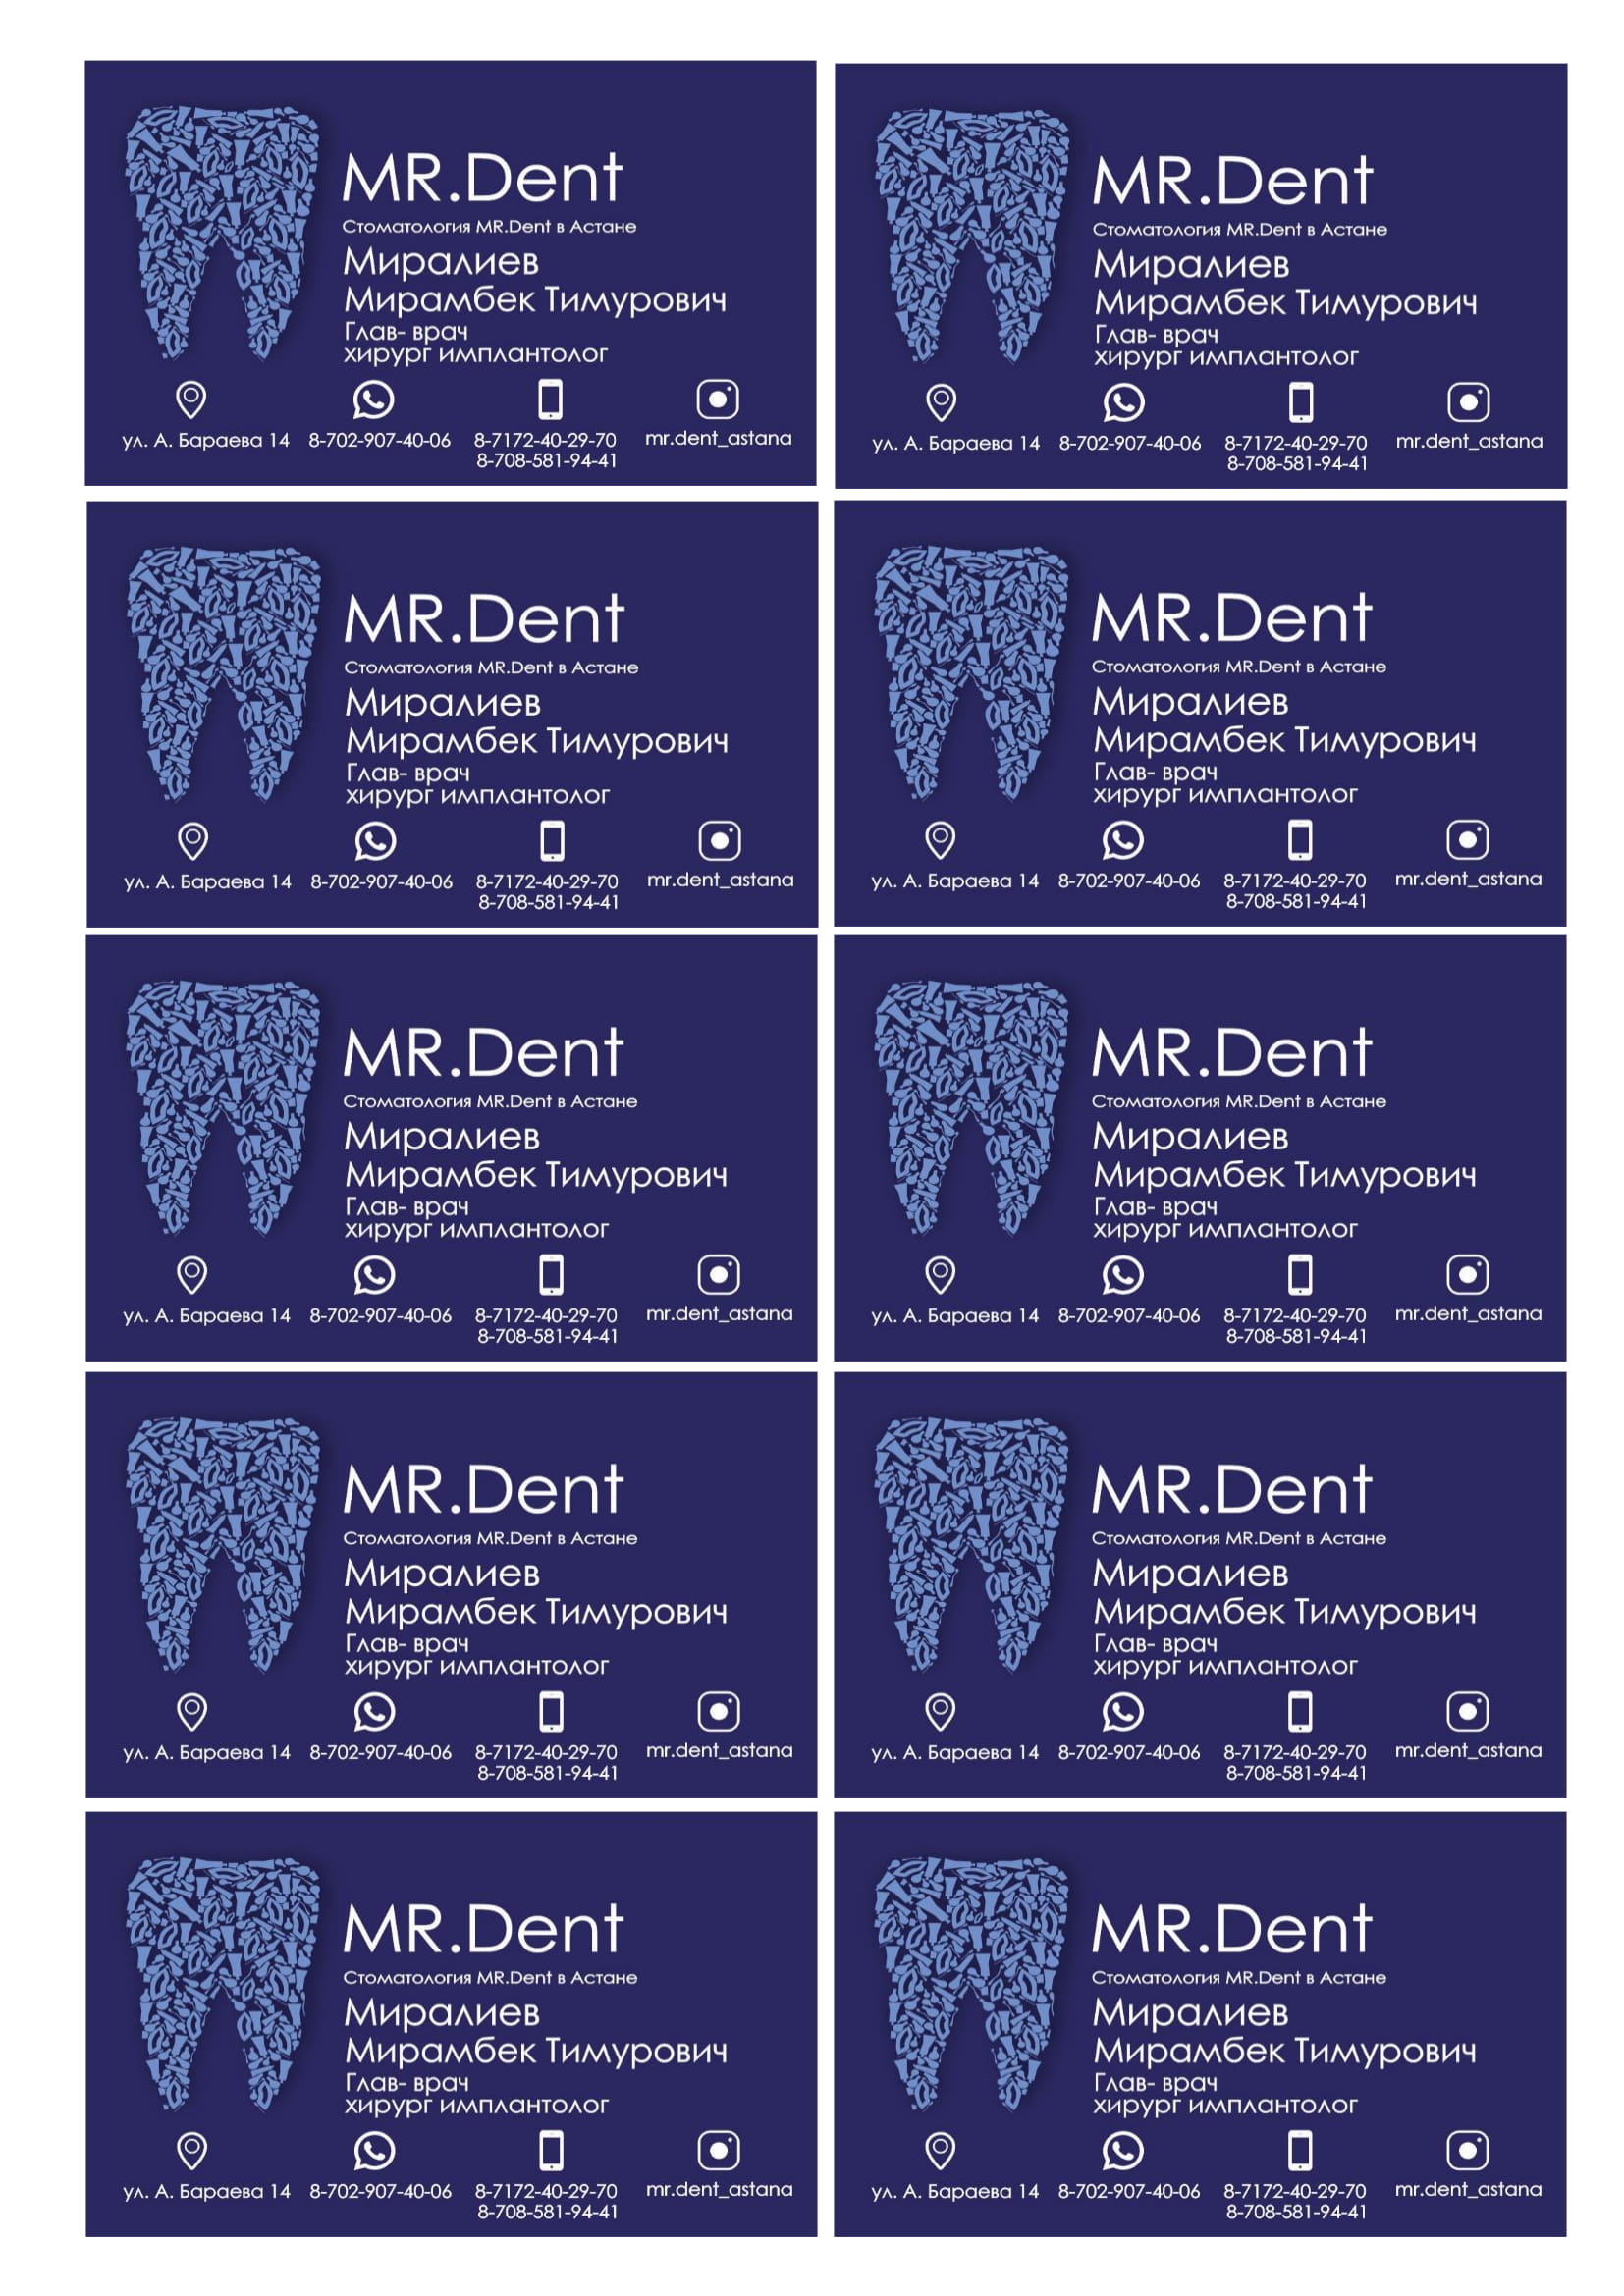 MR.Dent
Стоматология MR.Dent в Астане
Миралиев
Мирамбек Тимурович
Глав- врач
хирург имплантолог
ул. А. Бараева 14
8-702-907-40-06
8-7172-40-29-70
8-708-581-94-41
mr.dent_astana
MR.Dent
Стоматология MR.Dent в Астане
Миралиев
Мирамбек Тимурович
Глав- врач
хирург имплантолог
ул. А. Бараева 14
8-702-907-40-06
8-7172-40-29-70
8-708-581-94-41
mr.dent_astana
MR.Dent
Стоматология MR.Dent в Астане
Миралиев
Мирамбек Тимурович
Глав- врач
хирург имплантолог
ул. А. Бараева 14
8-702-907-40-06
8-7172-40-29-70
8-708-581-94-41
mr.dent_astana
MR.Dent
Стоматология MR.Dent в Астане
Миралиев
Мирамбек Тимурович
Глав- врач
хирург имплантолог
ул. А. Бараева 14
8-702-907-40-06
8-7172-40-29-70
8-708-581-94-41
mr.dent_astana
MR.Dent
Стоматология MR.Dent в Астане
Миралиев
Мирамбек Тимурович
Глав- врач
хирург имплантолог
ул. А. Бараева 14
8-702-907-40-06
8-7172-40-29-70
8-708-581-94-41
mr.dent_astana
MR.Dent
Стоматология MR.Dent в Астане
Миралиев
Мирамбек Тимурович
Глав- врач
хирург имплантолог
ул. А. Бараева 14
8-702-907-40-06
8-7172-40-29-70
8-708-581-94-41
mr.dent_astana
MR.Dent
Стоматология MR.Dent в Астане
Миралиев
Мирамбек Тимурович
Глав- врач
хирург имплантолог
ул. А. Бараева 14
8-702-907-40-06
8-7172-40-29-70
8-708-581-94-41
mr.dent_astana
MR.Dent
Стоматология MR.Dent в Астане
Миралиев
Мирамбек Тимурович
Глав- врач
хирург имплантолог
ул. А. Бараева 14
8-702-907-40-06
8-7172-40-29-70
8-708-581-94-41
mr.dent_astana
MR.Dent
Стоматология MR.Dent в Астане
Миралиев
Мирамбек Тимурович
Глав- врач
хирург имплантолог
ул. А. Бараева 14
8-702-907-40-06
8-7172-40-29-70
8-708-581-94-41
mr.dent_astana
MR.Dent
Стоматология MR.Dent в Астане
Миралиев
Мирамбек Тимурович
Глав- врач
хирург имплантолог
ул. А. Бараева 14
8-702-907-40-06
8-7172-40-29-70
8-708-581-94-41
mr.dent_astana